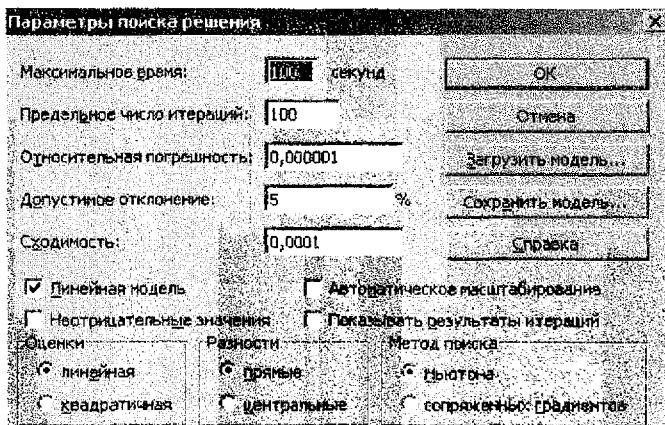 Параметры поиска решения
Максимальное время: 100 секунд
OK
Предельное число итераций: 100
Отмена
Относительная погрешность: 0,000001
Загрузить модель...
Допустимое отклонение: 5 %
Сохранить модель...
Сходимость: 0,0001
Справка
Линейная модель
Автоматическое масштабирование
Неотрицательные значения
Показывать результаты итераций
Оценки
Разности
Метод поиска
линейная
прямые
Ньютона
квадратичная
центральные
сопряженных градиентов